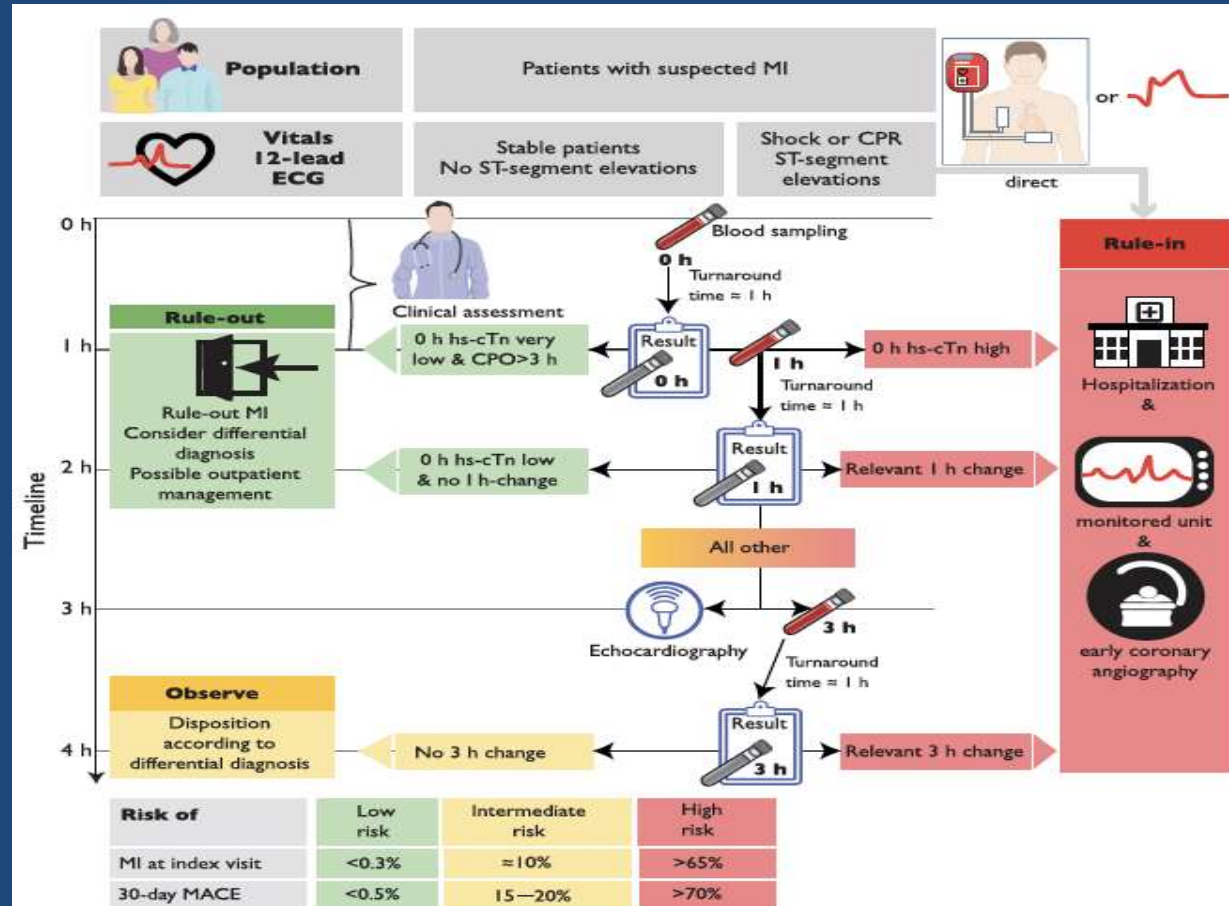 Population
Patients with suspected MI
or
Vitals
12-lead
ECG
Stable patients
No ST-segment elevations
Shock or CPR
ST-segment
elevations
direct
Timeline
0 h
Blood sampling
0 h
Turnaround
time ≈ 1 h
Clinical assessment
Rule-in
Rule-out
1 h
0 h hs-cTn very
low & CPO>3 h
Result
0 h
1 h
0 h hs-cTn high
Turnaround
time ≈ 1 h
Hospitalization
&
Rule-out MI
Consider differential
diagnosis
Possible outpatient
management
2 h
0 h hs-cTn low
& no 1 h-change
Result
1 h
Relevant 1 h change
monitored unit
&
All other
3 h
Echocardiography
3 h
Turnaround
time ≈ 1 h
early coronary
angiography
Observe
Disposition
according to
differential diagnosis
4 h
No 3 h change
Result
3 h
Relevant 3 h change
Risk of
Low
risk
Intermediate
risk
High
risk
MI at index visit
<0.3%
≈10%
>65%
30-day MACE
<0.5%
15—20%
>70%